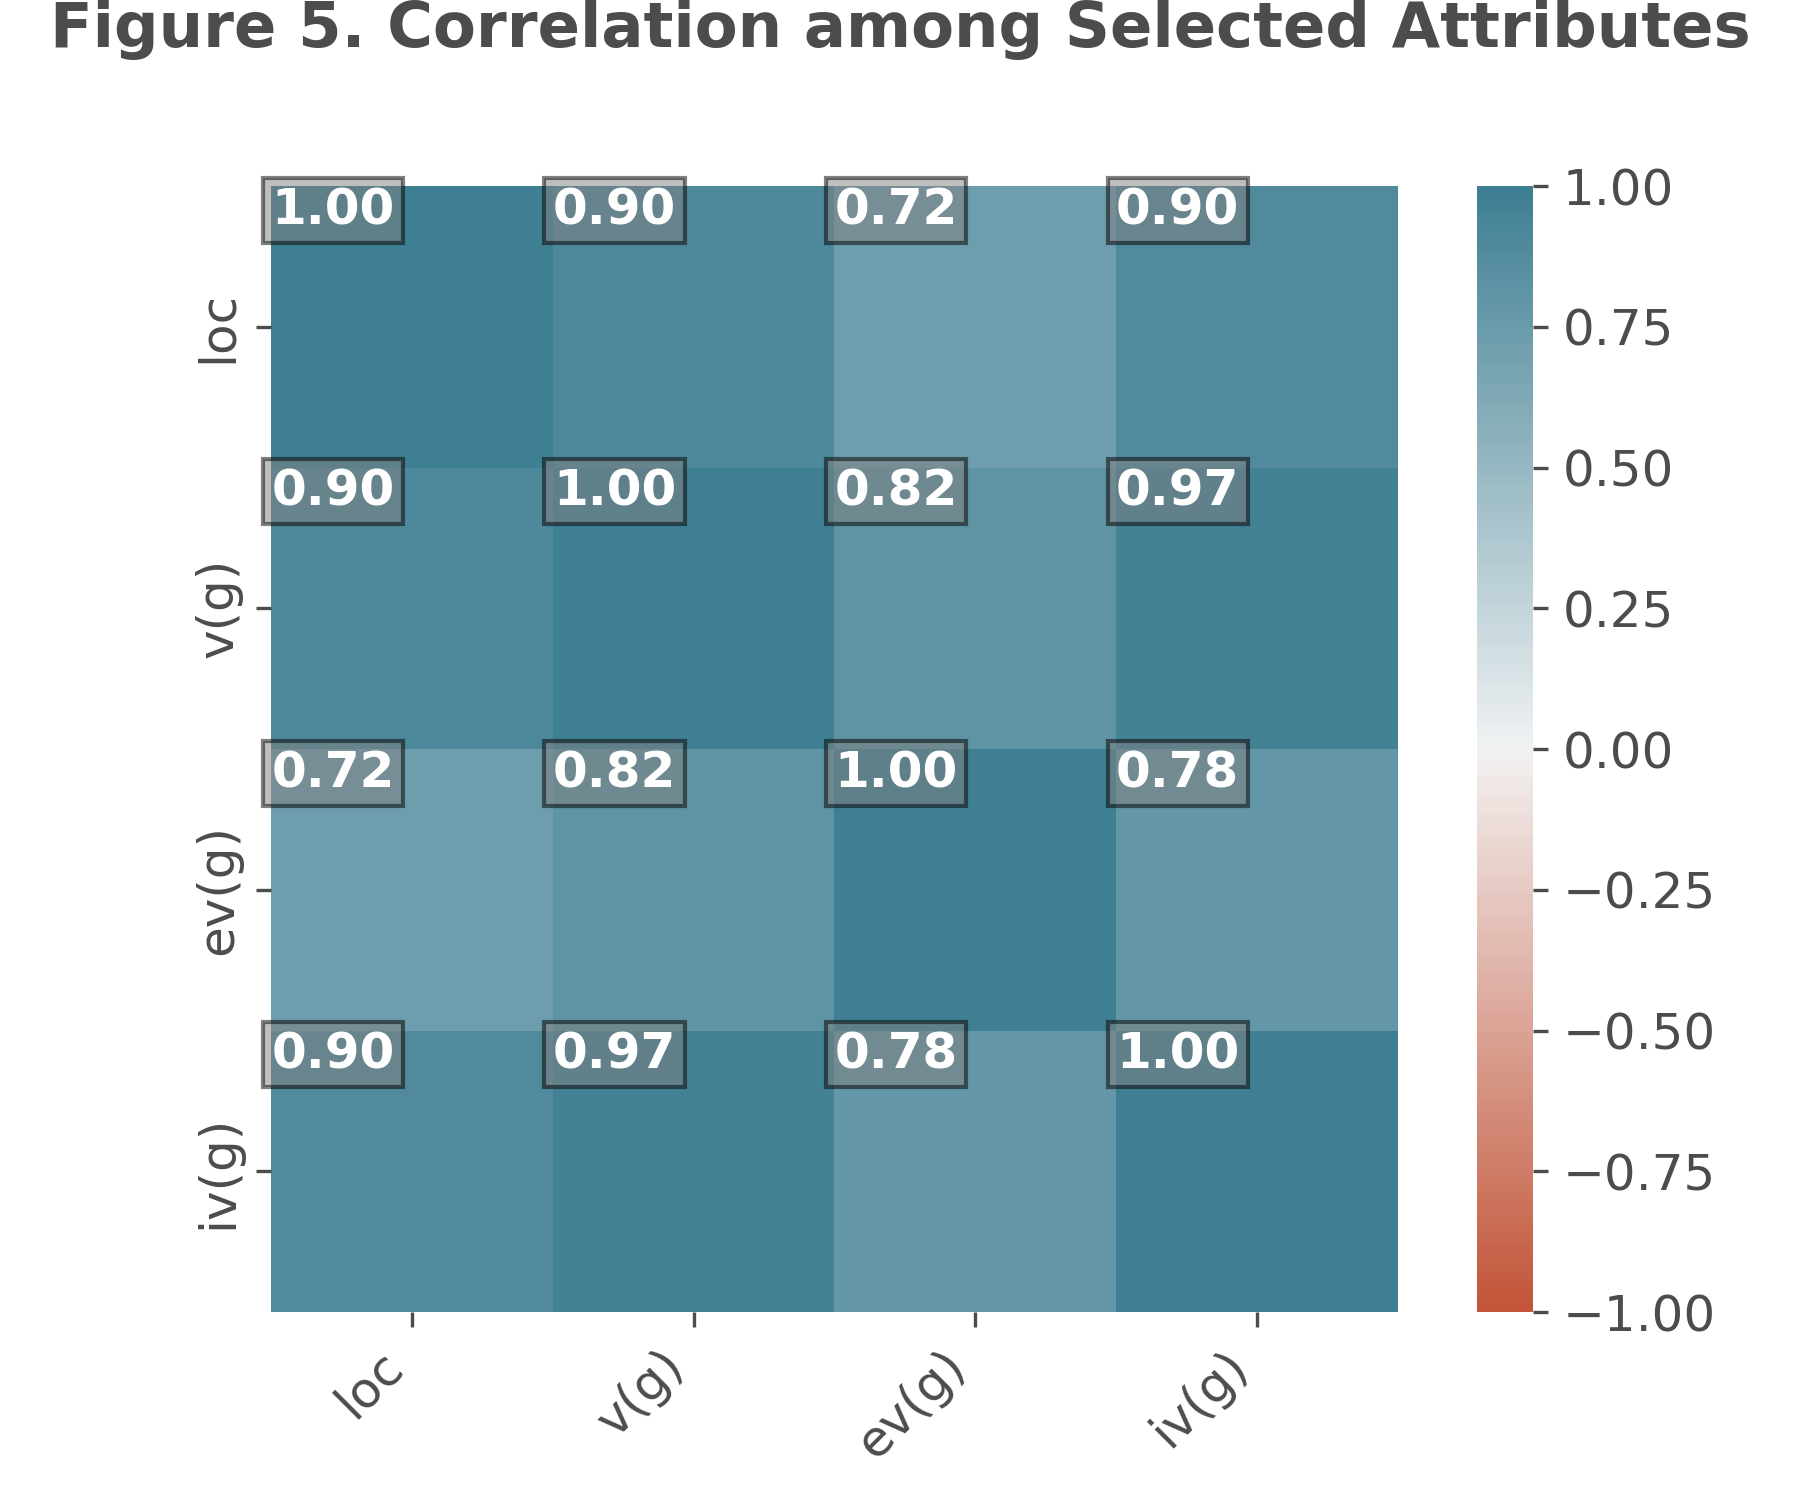 Figure 5. Correlation among Selected Attributes
1.00 0.90 0.72 0.90
loc
0.90 1.00 0.82 0.97
v(g)
0.72 0.82 1.00 0.78
ev(g)
0.90 0.97 0.78 1.00
iv(g)
loc v(g) ev(g) iv(g)
1.00
0.75
0.50
0.25
0.00
−0.25
−0.50
−0.75
−1.00